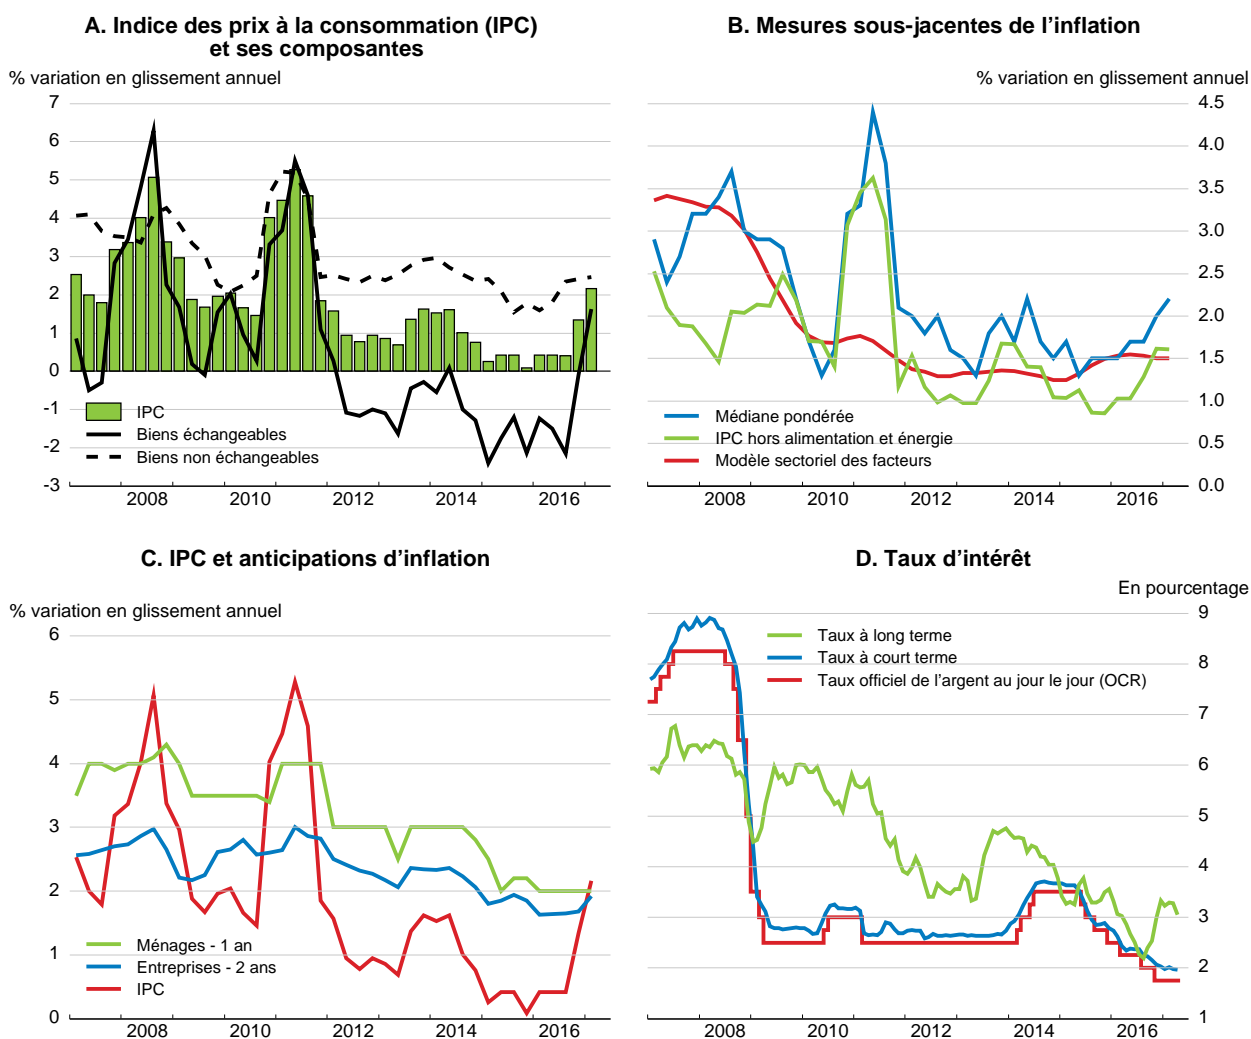 A. Indice des prix à la consommation (IPC)
et ses composantes
% variation en glissement annuel
7
6
5
4
3
2
1
0
-1
-2
-3
IPC
Biens échangeables
Biens non échangeables
2008
2010
2012
2014
2016
B. Mesures sous-jacentes de l’inflation
% variation en glissement annuel
4.5
4.0
3.5
3.0
2.5
2.0
1.5
1.0
0.5
0.0
Médiane pondérée
IPC hors alimentation et énergie
Modèle sectoriel des facteurs
2008
2010
2012
2014
2016
C. IPC et anticipations d’inflation
% variation en glissement annuel
6
5
4
3
2
1
0
Ménages - 1 an
Entreprises - 2 ans
IPC
2008
2010
2012
2014
2016
D. Taux d’intérêt
En pourcentage
9
8
7
6
5
4
3
2
1
Taux à long terme
Taux à court terme
Taux officiel de l’argent au jour le jour (OCR)
2008
2010
2012
2014
2016